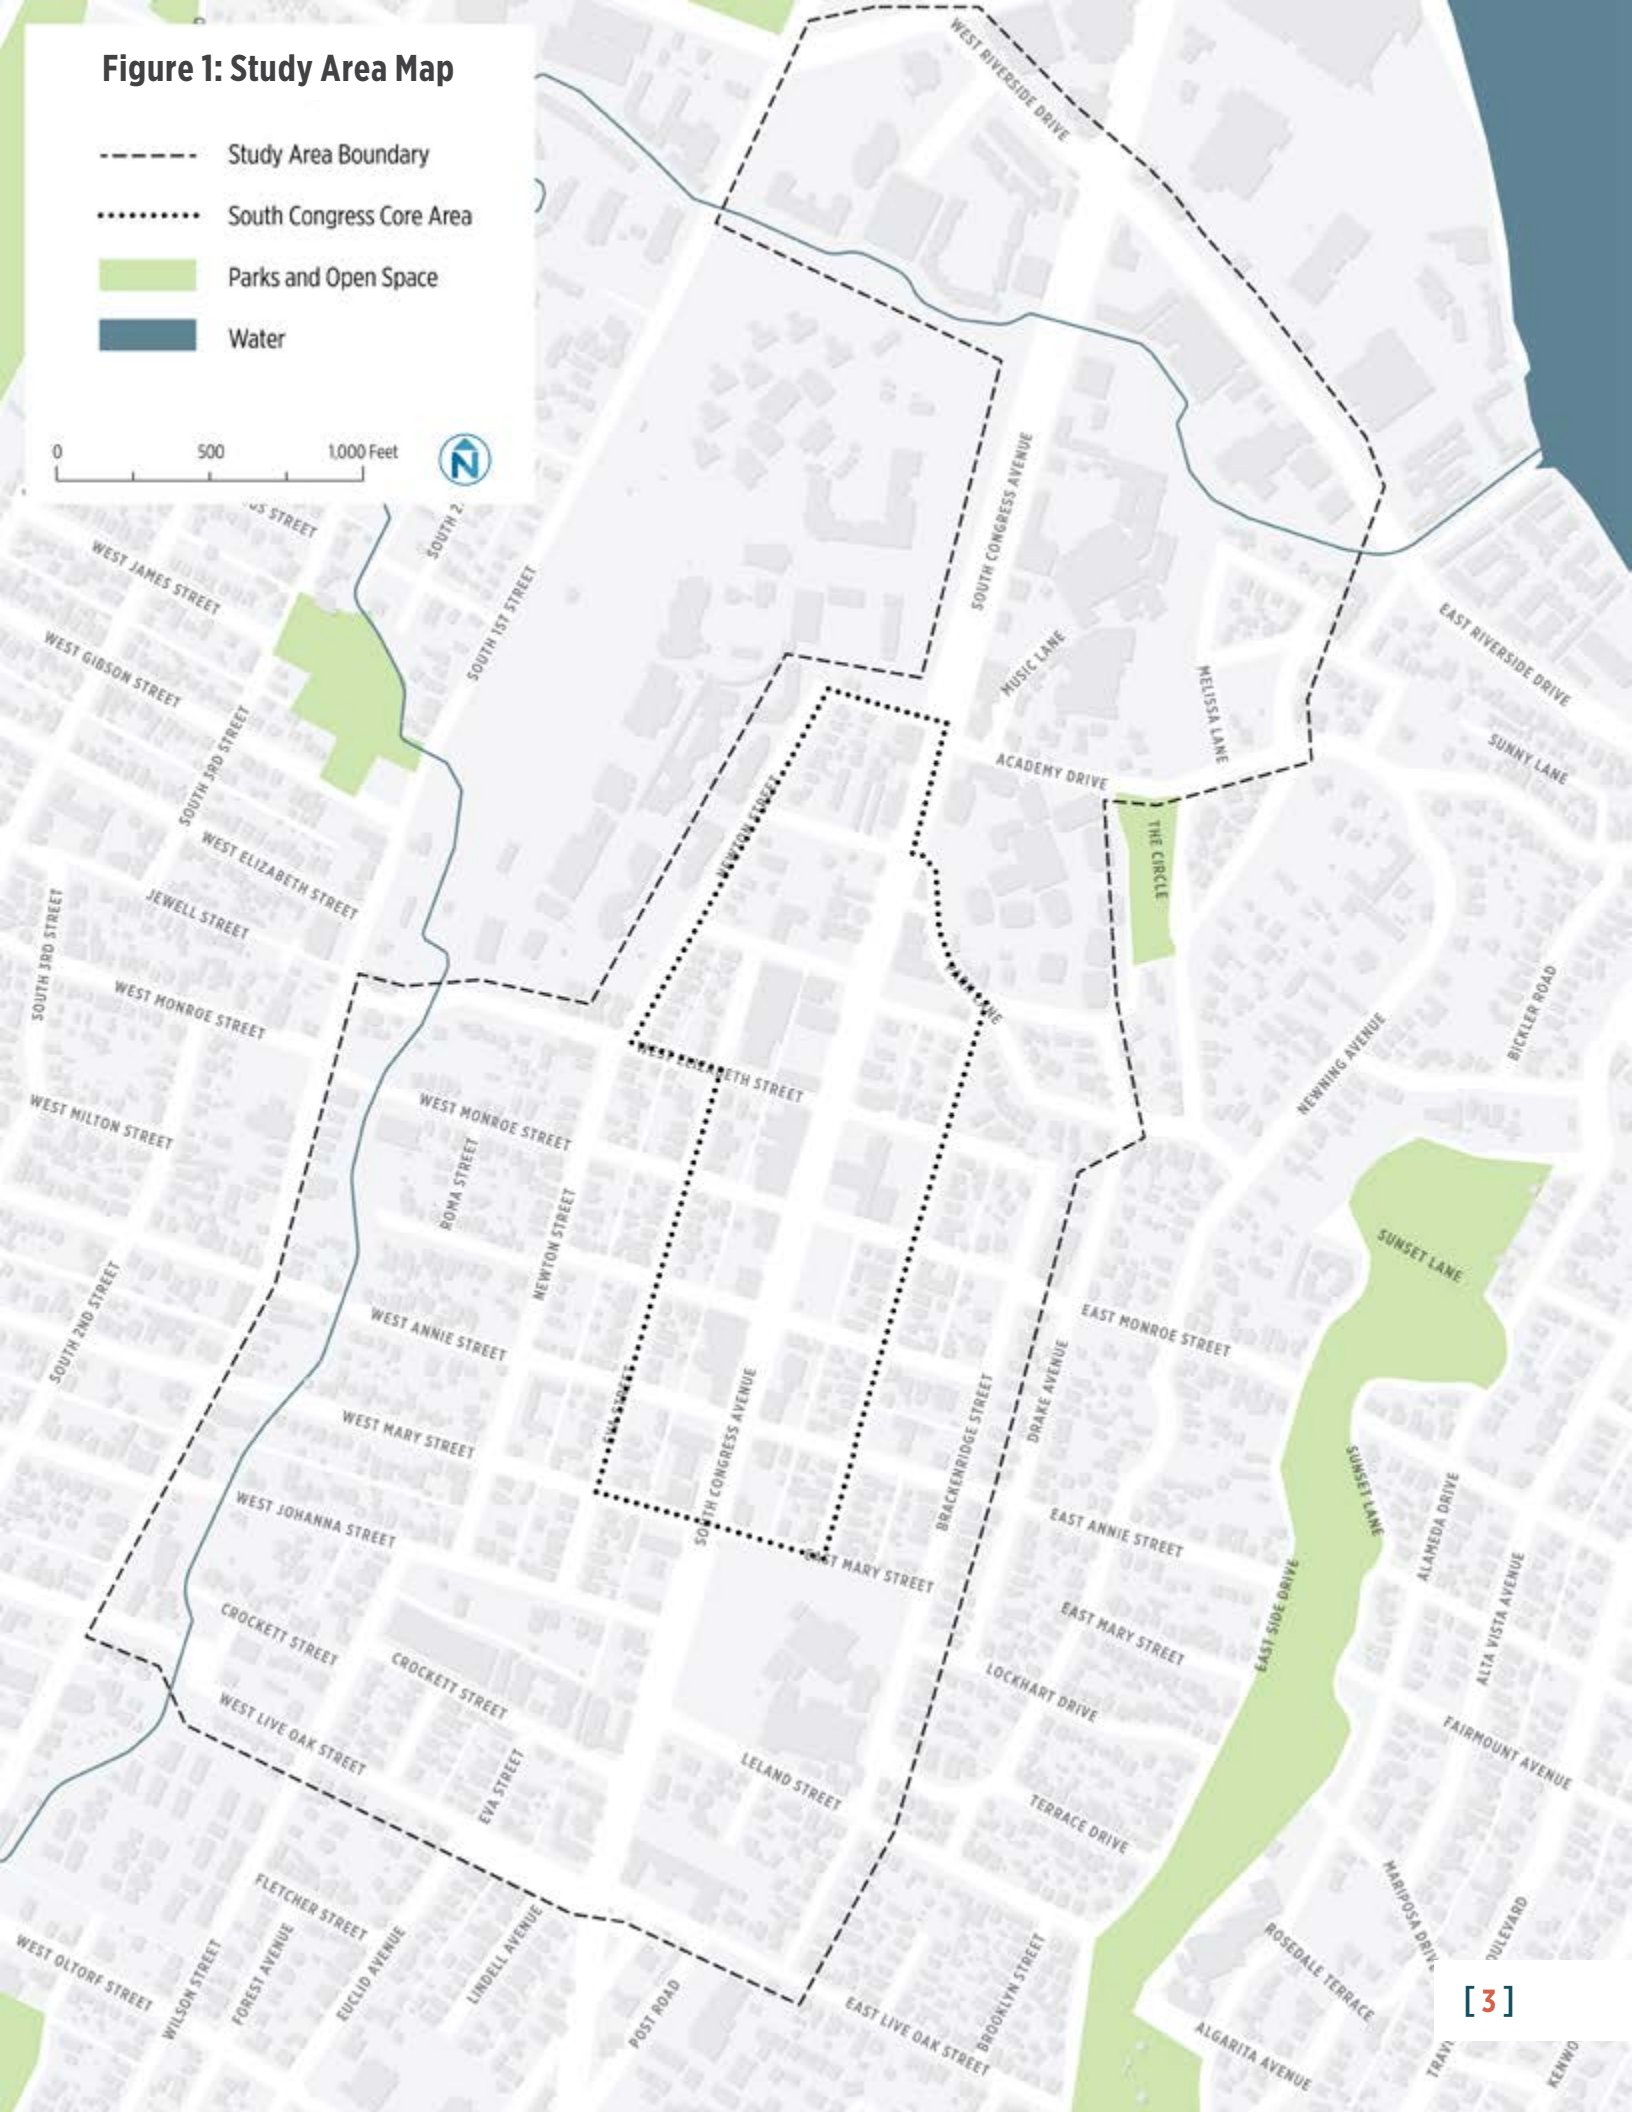 Figure 1: Study Area Map
Study Area Boundary
South Congress Core Area
Parks and Open Space
Water
0 500 1,000 Feet
N
WEST RIVERSIDE DRIVE
SOUTH 2
WEST JAMES STREET
SOUTH 1ST STREET
SOUTH CONGRESS AVENUE
WEST GIBSON STREET
MUSIC LANE
MELISSA LANE
EAST RIVERSIDE DRIVE
SUNNY LANE
SOUTH 3RD STREET
ACADEMY DRIVE
NEWTON STREET
THE CIRCLE
WEST ELIZABETH STREET
JEWELL STREET
SOUTH 3RD STREET
WEST MONROE STREET
BICKLER ROAD
NEWNING AVENUE
WEST ELIZABETH STREET
WEST MILTON STREET
WEST MONROE STREET
ROMA STREET
NEWTON STREET
SUNSET LANE
SOUTH 2ND STREET
WEST ANNIE STREET
EAST MONROE STREET
DRAKE AVENUE
WEST MARY STREET
SOUTH CONGRESS AVENUE
BRACKENRIDGE STREET
SUNSET LANE
ALAMEDA DRIVE
WEST JOHANNA STREET
EAST ANNIE STREET
EAST MARY STREET
ALTA VISTA AVENUE
EAST SIDE DRIVE
CROCKETT STREET
EAST MARY STREET
CROCKETT STREET
LOCKHART DRIVE
WEST LIVE OAK STREET
FAIRMOUNT AVENUE
EVA STREET
LELAND STREET
TERRACE DRIVE
FLETCHER STREET
MARIPOSA DRIVE
WEST OLTORF STREET
WILSON STREET
FOREST AVENUE
EUCLID AVENUE
LINDELL AVENUE
POST ROAD
EAST LIVE OAK STREET
BROOKLYN STREET
ROSEDALE TERRACE
OULEVARD
[ 3 ]
ALGARITA AVENUE
TRAV
KENWO